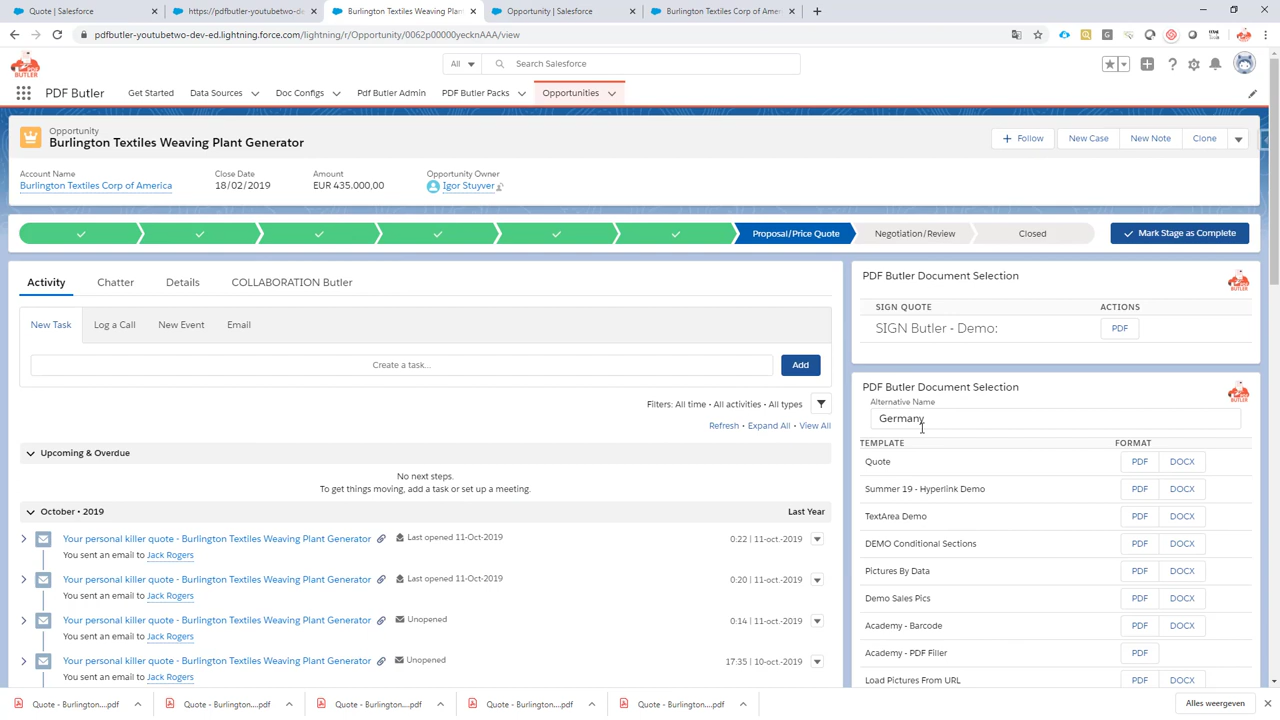 Quote | Salesforce
https://pdfbutler-youtubetwo-de
Burlington Textiles Weaving Plan
Opportunity | Salesforce
Burlington Textiles Corp of Ame
pdfbutler-youtubetwo-dev-ed.lightning.force.com/lightning/r/Opportunity/0062p00000yecknAAA/view
PDF BUTLER
All
Search Salesforce
PDF Butler
Get Started
Data Sources
Doc Configs
Pdf Butler Admin
PDF Butler Packs
Opportunities
Opportunity
Burlington Textiles Weaving Plant Generator
Follow
New Case
New Note
Clone
Account Name
Burlington Textiles Corp of America
Close Date
18/02/2019
Amount
EUR 435.000,00
Opportunity Owner
Igor Stuyver
Proposal/Price Quote
Negotiation/Review
Closed
Mark Stage as Complete
Activity
Chatter
Details
COLLABORATION Butler
New Task
Log a Call
New Event
Email
Create a task...
Add
Filters: All time • All activities • All types
Refresh • Expand All • View All
Upcoming & Overdue
No next steps.
To get things moving, add a task or set up a meeting.
October • 2019
Last Year
Your personal killer quote - Burlington Textiles Weaving Plant Generator
Last opened 11-Oct-2019
0:22 | 11-oct.-2019
You sent an email to Jack Rogers
Your personal killer quote - Burlington Textiles Weaving Plant Generator
Last opened 11-Oct-2019
0:20 | 11-oct.-2019
You sent an email to Jack Rogers
Your personal killer quote - Burlington Textiles Weaving Plant Generator
Unopened
0:14 | 11-oct.-2019
You sent an email to Jack Rogers
Your personal killer quote - Burlington Textiles Weaving Plant Generator
Unopened
17:35 | 10-oct.-2019
You sent an email to Jack Rogers
PDF Butler Document Selection
SIGN QUOTE
ACTIONS
SIGN Butler - Demo:
PDF
PDF Butler Document Selection
Alternative Name
Germany
TEMPLATE
FORMAT
Quote PDF DOCX
Summer 19 - Hyperlink Demo PDF DOCX
TextArea Demo PDF DOCX
DEMO Conditional Sections PDF DOCX
Pictures By Data PDF DOCX
Demo Sales Pics PDF DOCX
Academy - Barcode PDF DOCX
Academy - PDF Filler PDF
Load Pictures From URL PDF DOCX
Quote - Burlington....pdf
Quote - Burlington....pdf
Quote - Burlington....pdf
Quote - Burlington....pdf
Quote - Burlington....pdf
Alles weergeven